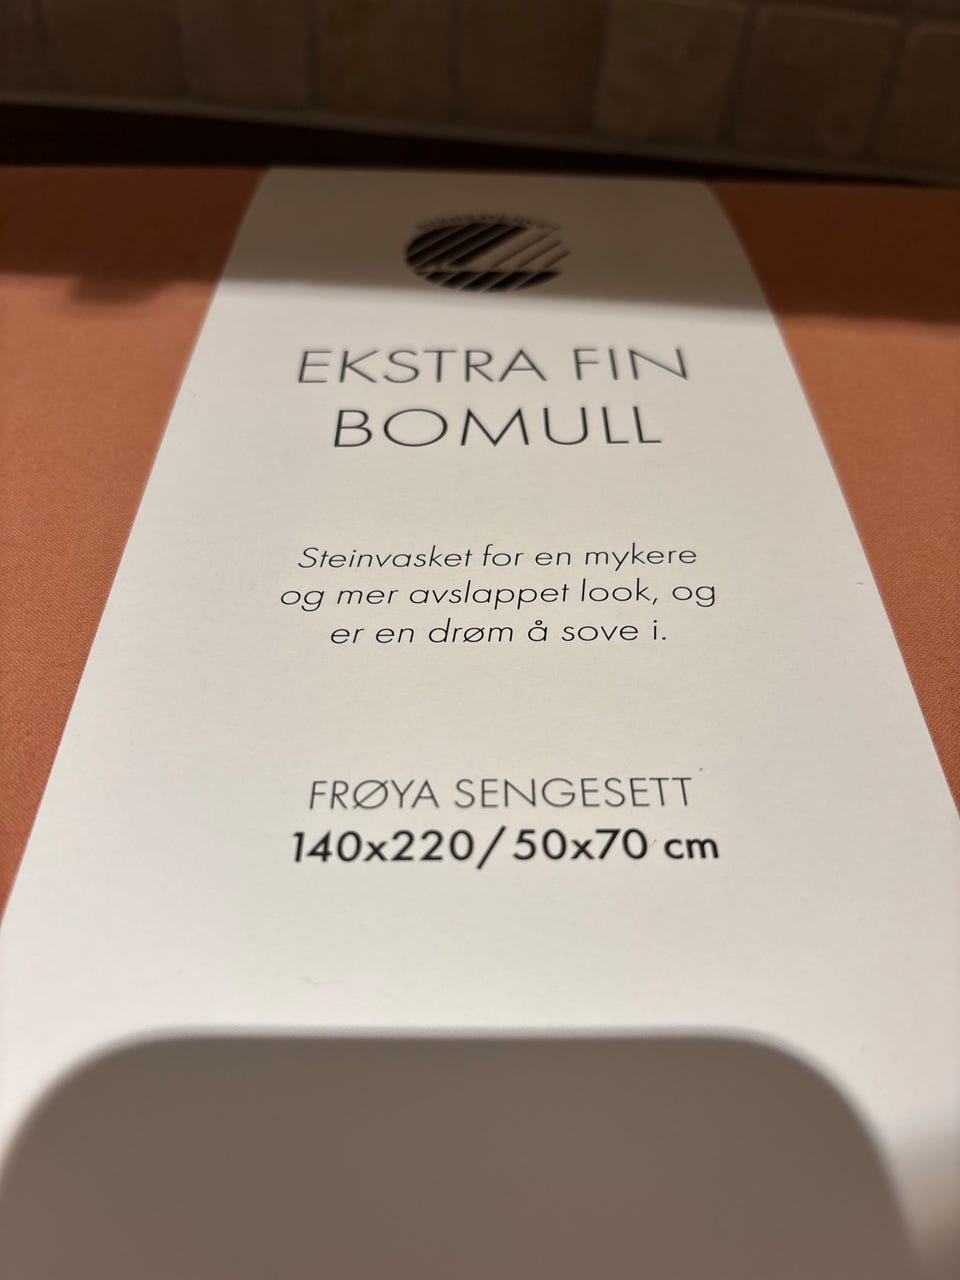 EKSTRA FIN
BOMULL
Steinvasket for en mykere
og mer avslappet look, og
er en drøm å sove i.
FRØYA SENGESETT
140x220/50x70 cm